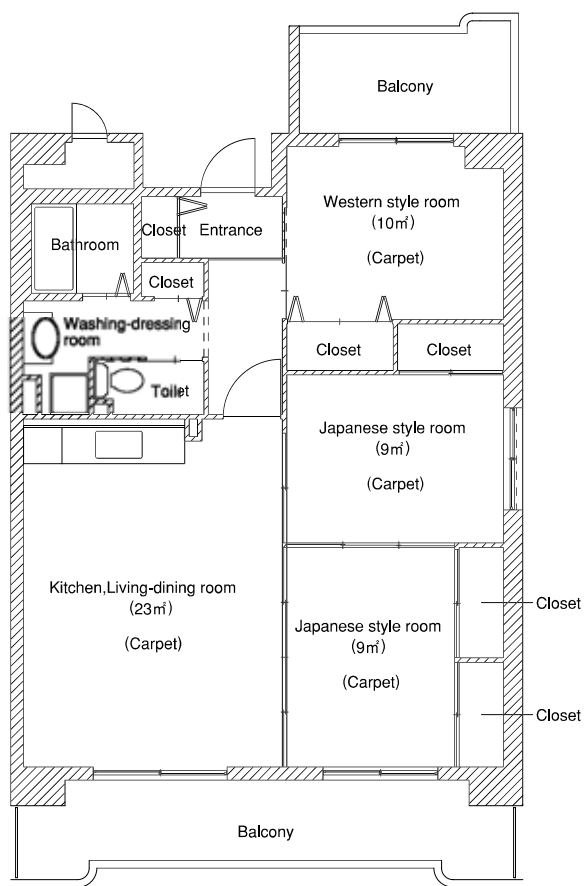 Balcony
Western style room
(10㎡)
(Carpet)
Closet
Entrance
Bathroom
Closet
Washing-dressing
room
Closet
Closet
Toilet
Japanese style room
(9㎡)
(Carpet)
Kitchen,Living-dining room
(23㎡)
(Carpet)
Japanese style room
(9㎡)
(Carpet)
Closet
Closet
Balcony